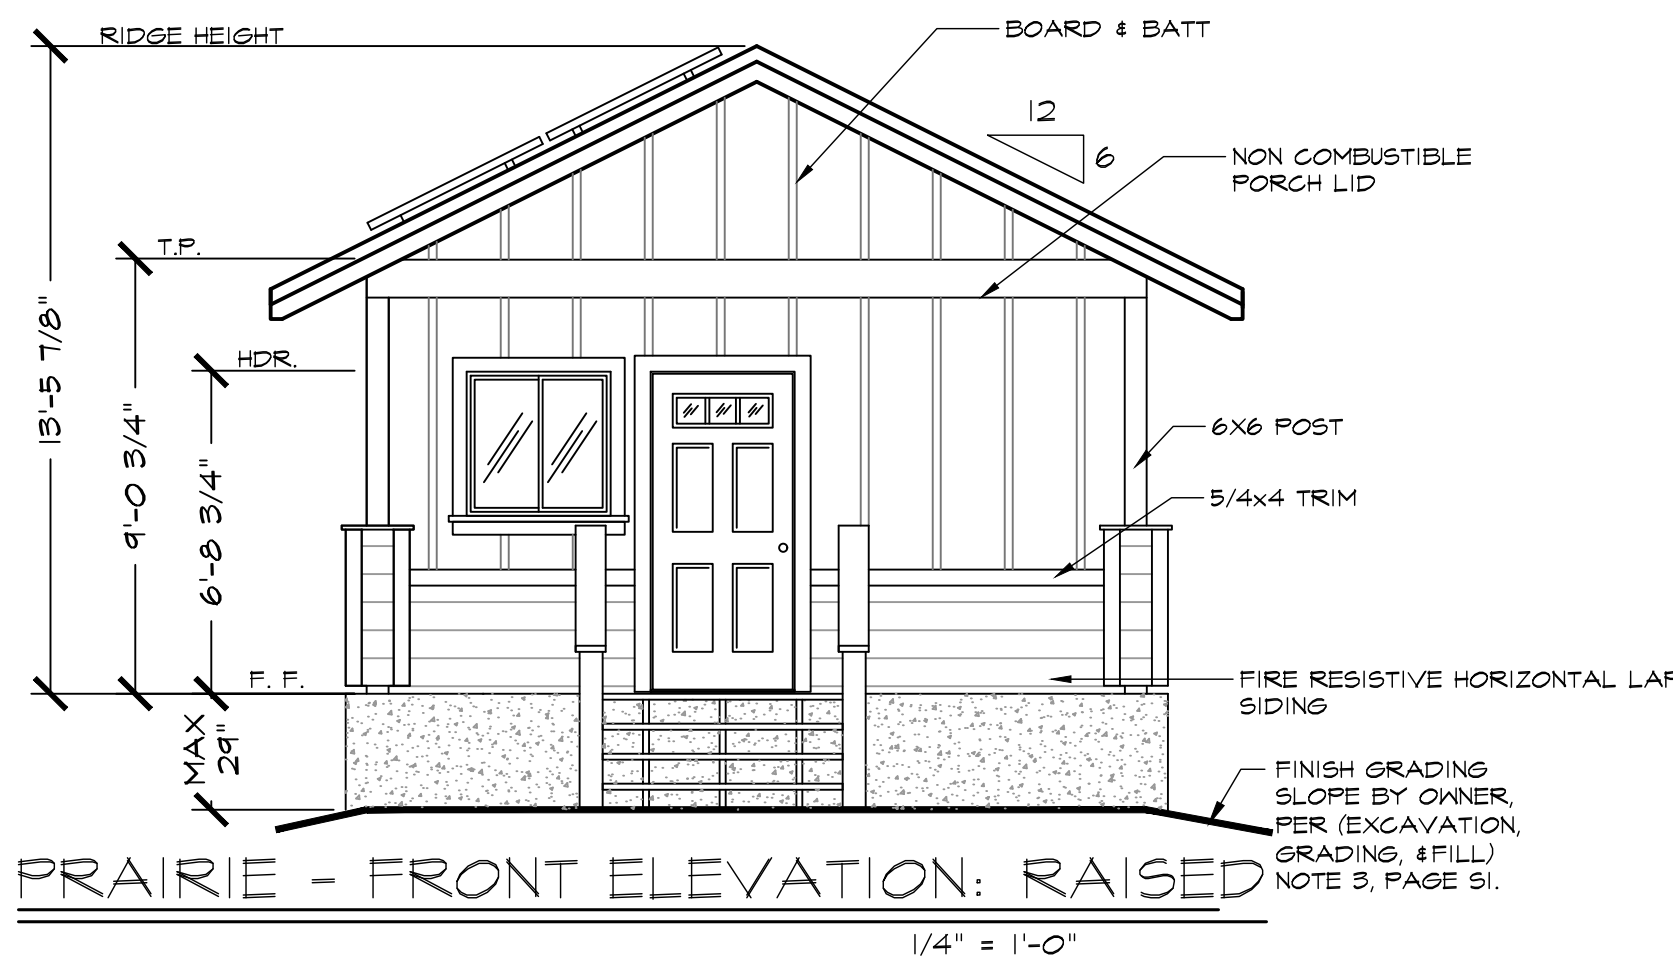 RIDGE HEIGHT
BOARD & BATT
12
6
NON COMBUSTIBLE
PORCH LID
T.P.
13'-5 7/8"
9'-0 3/4"
HDR.
6'-8 3/4"
6X6 POST
5/4x4 TRIM
F. F.
FIRE RESISTIVE HORIZONTAL LAP
SIDING
MAX
29"
FINISH GRADING
SLOPE BY OWNER,
PER (EXCAVATION,
GRADING, &FILL)
NOTE 3, PAGE S1.
PRAIRIE - FRONT ELEVATION: RAISED
1/4" = 1'-0"